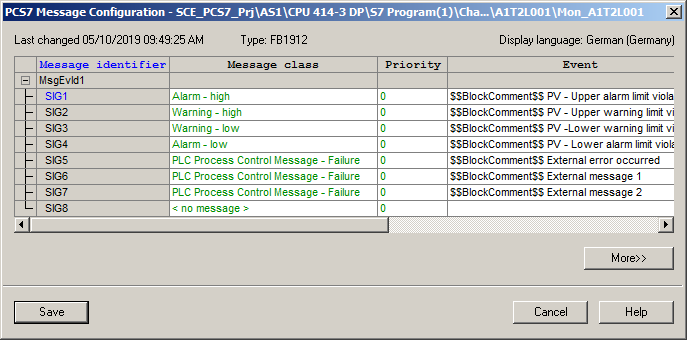 PCS7 Message Configuration - SCE_PCS7_Prj\AS1\CPU 414-3 DP\S7 Program(1)\Cha...\A1T2L001\Mon_A1T2L001
Last changed 05/10/2019 09:49:25 AM Type: FB1912 Display language: German (Germany)
Message identifier Message class Priority Event
MsgEvId1
SIG1 Alarm - high 0 $$BlockComment$$ PV - Upper alarm limit viola
SIG2 Warning - high 0 $$BlockComment$$ PV - Upper warning limit vi
SIG3 Warning - low 0 $$BlockComment$$ PV -Lower warning limit vi
SIG4 Alarm - low 0 $$BlockComment$$ PV - Lower alarm limit viola
SIG5 PLC Process Control Message - Failure 0 $$BlockComment$$ External error occurred
SIG6 PLC Process Control Message - Failure 0 $$BlockComment$$ External message 1
SIG7 PLC Process Control Message - Failure 0 $$BlockComment$$ External message 2
SIG8 < no message > 0
More>>
Save Cancel Help